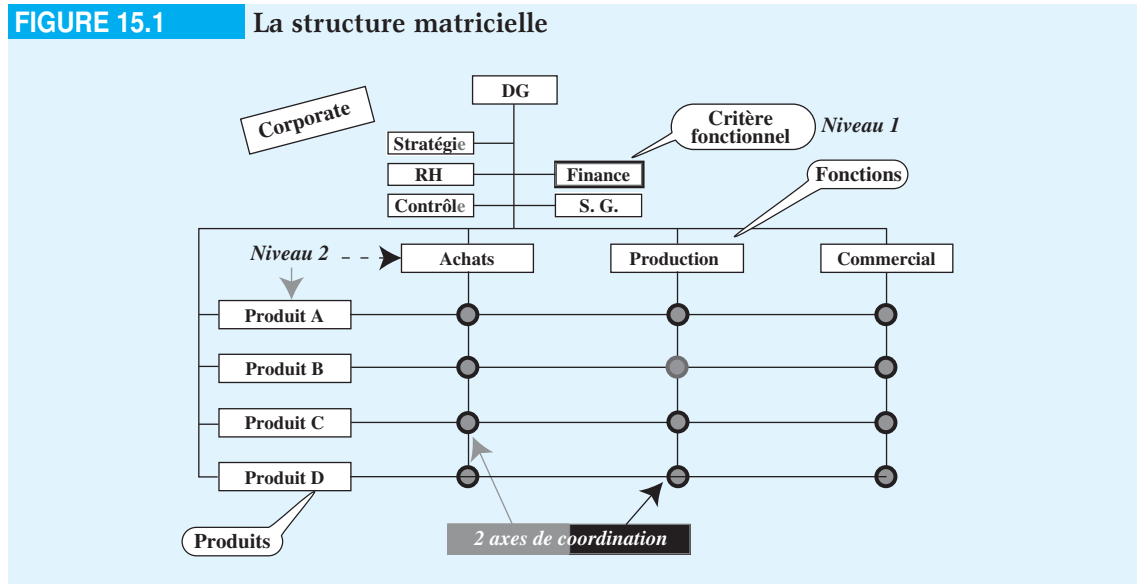 FIGURE 15.1 La structure matricielle
DG
Corporate
Critère
fonctionnel
Niveau 1
Stratégie
RH
Finance
Fonctions
Contrôle
S. G.
Niveau 2
Achats
Production
Commercial
Produit A
Produit B
Produit C
Produit D
Produits
2 axes de coordination